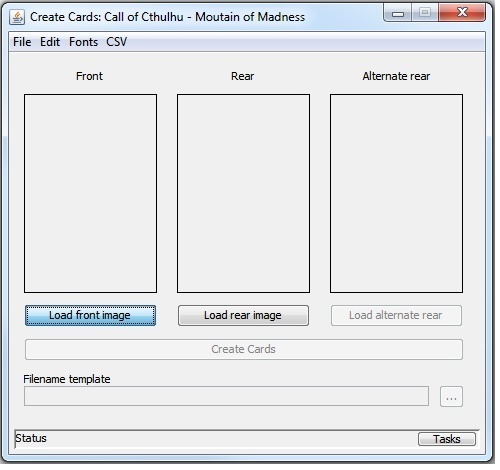 Create Cards: Call of Cthulhu - Moutain of Madness
File Edit Fonts CSV
Front Rear Alternate rear
Load front image Load rear image Load alternate rear
Create Cards
Filename template
...
Status Tasks